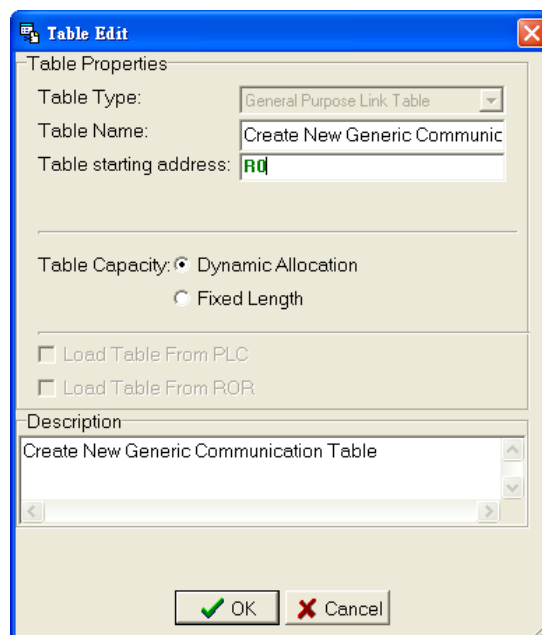 Table Edit
Table Properties
Table Type: General Purpose Link Table
Table Name: Create New Generic Communic
Table starting address: R0
Table Capacity: Dynamic Allocation
Fixed Length
Load Table From PLC
Load Table From ROR
Description
Create New Generic Communication Table
OK Cancel